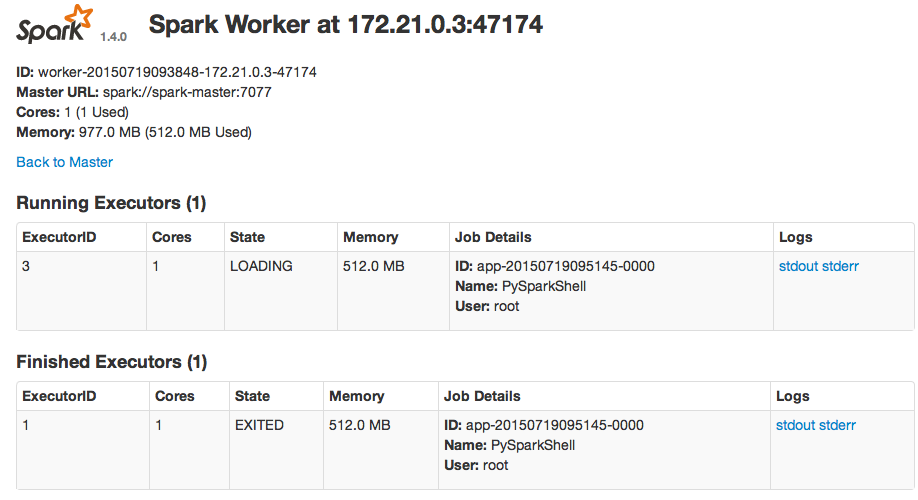 Spark 1.4.0 Spark Worker at 172.21.0.3:47174
ID: worker-20150719093848-172.21.0.3-47174
Master URL: spark://spark-master:7077
Cores: 1 (1 Used)
Memory: 977.0 MB (512.0 MB Used)
Back to Master
Running Executors (1)
ExecutorID Cores State Memory Job Details Logs
3 1 LOADING 512.0 MB ID: app-20150719095145-0000 stdout stderr
Name: PySparkShell
User: root
Finished Executors (1)
ExecutorID Cores State Memory Job Details Logs
1 1 EXITED 512.0 MB ID: app-20150719095145-0000 stdout stderr
Name: PySparkShell
User: root